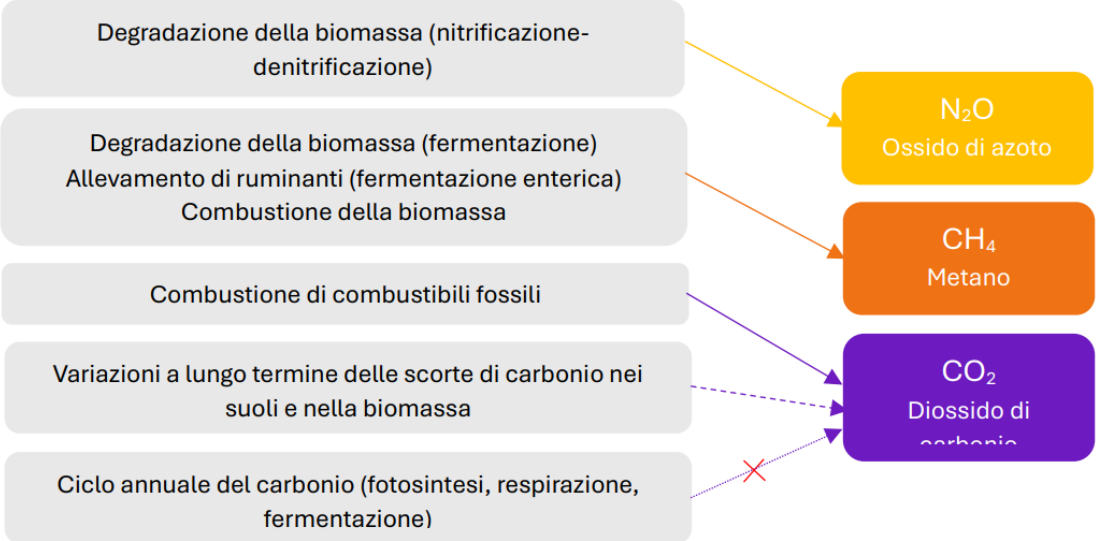 Degradazione della biomassa (nitrificazione-
denitrificazione)
Degradazione della biomassa (fermentazione)
Allevamento di ruminanti (fermentazione enterica)
Combustione della biomassa
Combustione di combustibili fossili
Variazioni a lungo termine delle scorte di carbonio nei
suoli e nella biomassa
Ciclo annuale del carbonio (fotosintesi, respirazione,
fermentazione)
N₂O
Ossido di azoto
CH₄
Metano
CO₂
Diossido di
carbonio